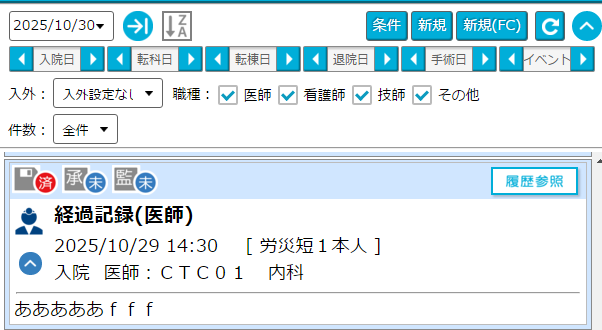 2025/10/30 Z A 条件 新規 新規(FC)
入院日 転科日 転棟日 退院日 手術日 イベント
入外： 入外設定なし 職種： 医師 看護師 技師 その他
件数： 全件
済 承 未 監 未 履歴参照
経過記録(医師)
2025/10/29 14:30 [ 労災短１本人 ]
入院 医師：ＣＴＣ０１ 内科
あああああｆｆｆ